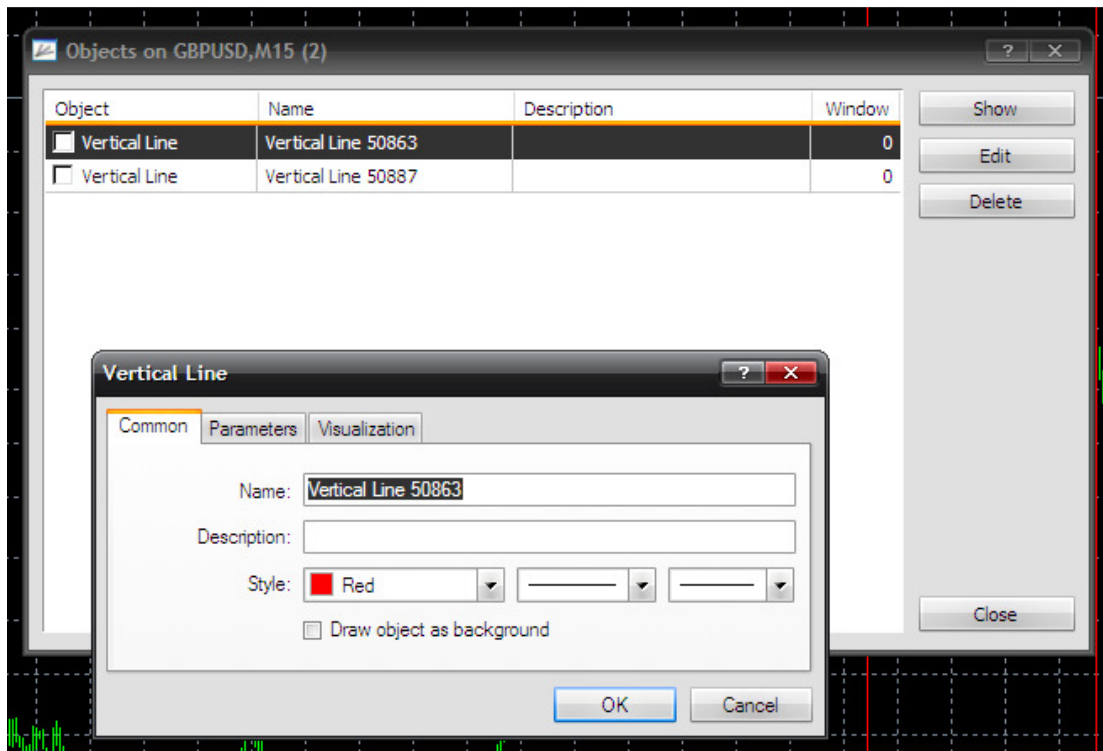 Objects on GBPUSD,M15 (2)
Object Name Description Window
Vertical Line Vertical Line 50863 0
Vertical Line Vertical Line 50887 0
Show
Edit
Delete
Close
Vertical Line
Common Parameters Visualization
Name: Vertical Line 50863
Description:
Style: Red
Draw object as background
OK Cancel